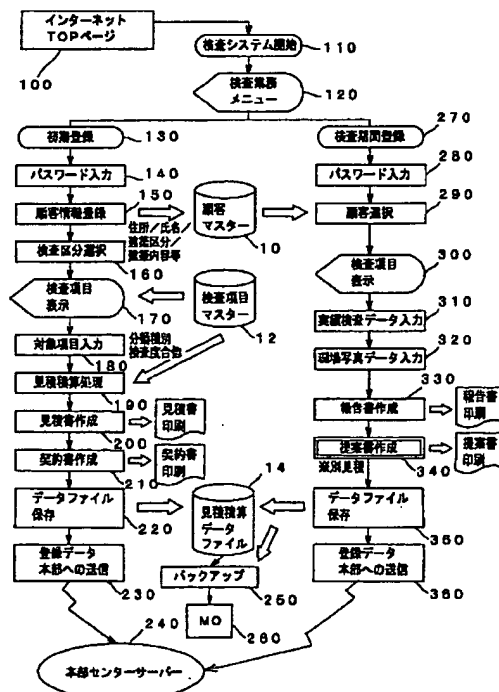 インターネット
TOPページ
100
検査システム開始
110
検査業務
メニュー
120
初期登録
130
パスワード入力
140
顧客情報登録
150
住所/氏名
建築区分/
建築内容等
顧客
マスター
10
検査区分選択
160
検査項目
表示
170
検査項目
マスター
12
対象項目入力
180
分類種別
検査度合他
見積積算処理
190
見積書作成
200
見積書
印刷
契約書作成
210
契約書
印刷
データファイル
保存
220
登録データ
本部への送信
230
14
見積積算
データ
ファイル
バックアップ
250
MO
260
240
本部センターサーバー
検査期間登録
270
パスワード入力
280
顧客選択
290
検査項目
表示
300
実績検査データ入力
310
現場写真データ入力
320
報告書作成
330
報告書
印刷
提案書作成
340
※別見積
提案書
印刷
データファイル
保存
350
登録データ
本部への送信
360